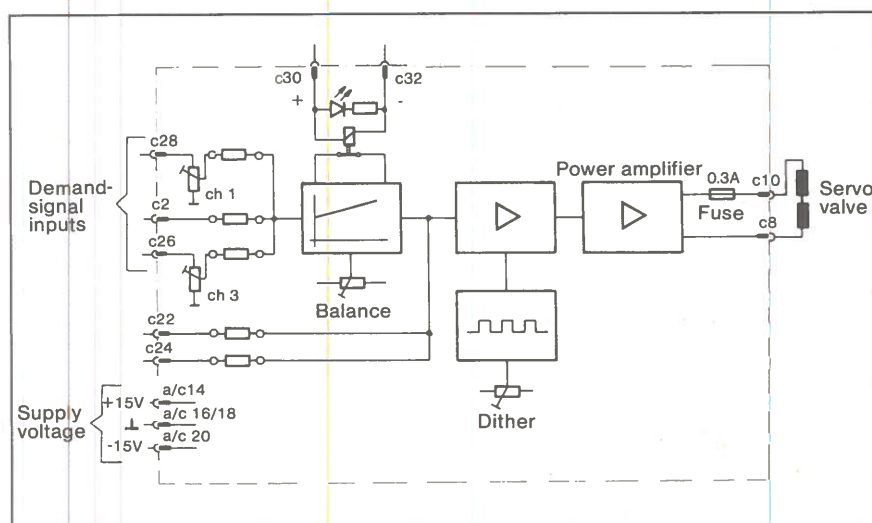 c30
c32
+
-
c28
Demand-
signal
inputs
ch 1
c2
c26
ch 3
Balance
Power amplifier
0.3A
Fuse
c10
c8
Servo
valve
Dither
c22
c24
Supply
voltage
+15V
a/c14
a/c 16/18
-15V
a/c 20